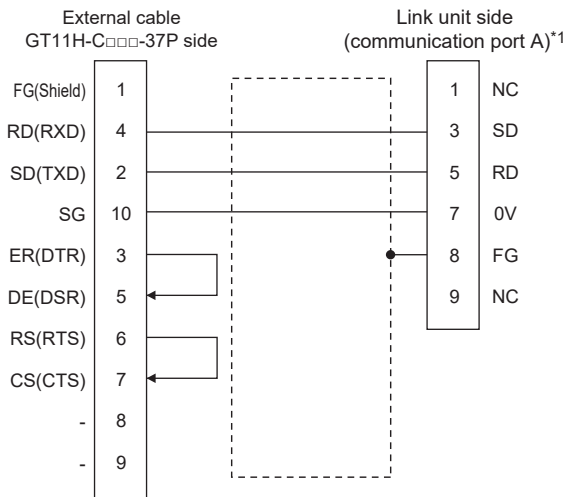 External cable
GT11H-C□□□-37P side
Link unit side
(communication port A)*1
FG(Shield) 1
1 NC
RD(RXD) 4
3 SD
SD(TXD) 2
5 RD
SG 10
7 0V
ER(DTR) 3
8 FG
DE(DSR) 5
9 NC
RS(RTS) 6
CS(CTS) 7
- 8
- 9